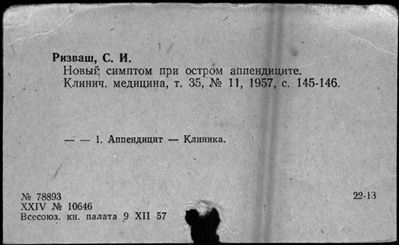 Ризваш, С. И.
Новый симптом при остром аппендиците.
Клинич. медицина, т. 35, № 11, 1957, с. 145-146.
— — 1. Аппендицит — Клиника.
№ 78893
22-13
XXIV № 10646
Всесоюз. кн. палата 9 XII 57